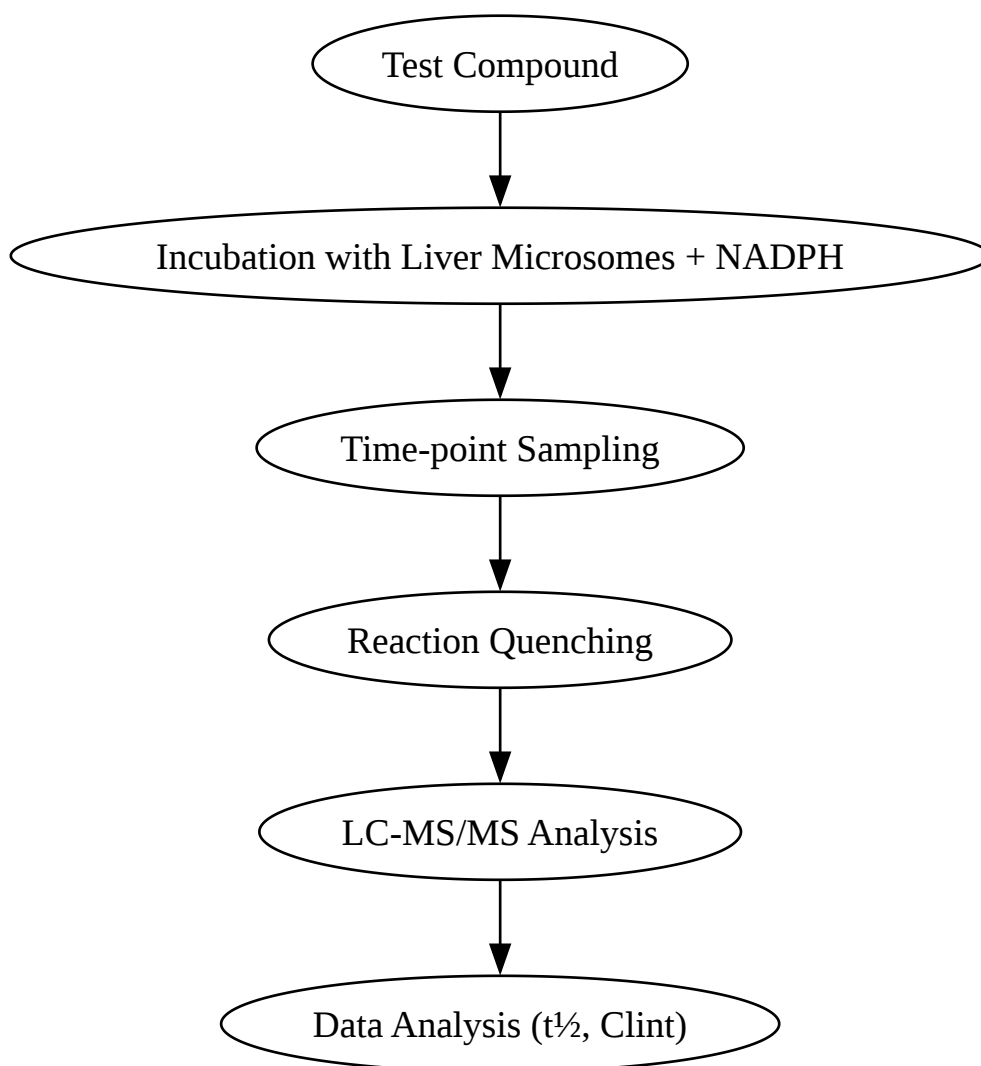 Test Compound
Incubation with Liver Microsomes + NADPH
Time-point Sampling
Reaction Quenching
LC-MS/MS Analysis
Data Analysis (t½, Clint)